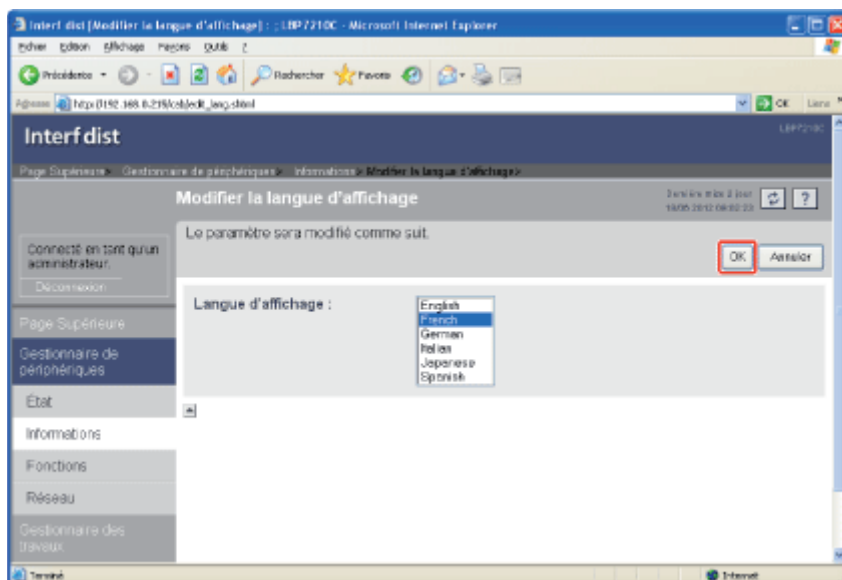 Interf dist [Modifier la langue d'affichage] : ; LBP7210C - Microsoft Internet Explorer
Edition Affichage Favoris Outils ?
Précédente Rechercher Favoris
OK Liens
Interf dist
LBP7210C
Page Supérieure> Gestionnaire de périphériques> Informations> Modifier la langue d'affichage>
Modifier la langue d'affichage
Dernière mise à jour
Le paramètre sera modifié comme suit.
OK Annuler
Connecté en tant qu'un
administrateur.
Déconnexion
Langue d'affichage :
English
French
German
Italian
Japanese
Spanish
Page Supérieure
Gestionnaire de
périphériques
État
Informations
Fonctions
Réseau
Gestionnaire des
travaux
Terminé
Internet